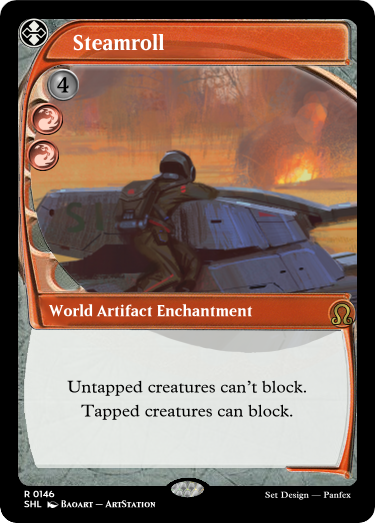 Steamroll
4
World Artifact Enchantment
Untapped creatures can't block.
Tapped creatures can block.
R 0146
SHL BAOART — ARTSTATION
Set Design — Panfex